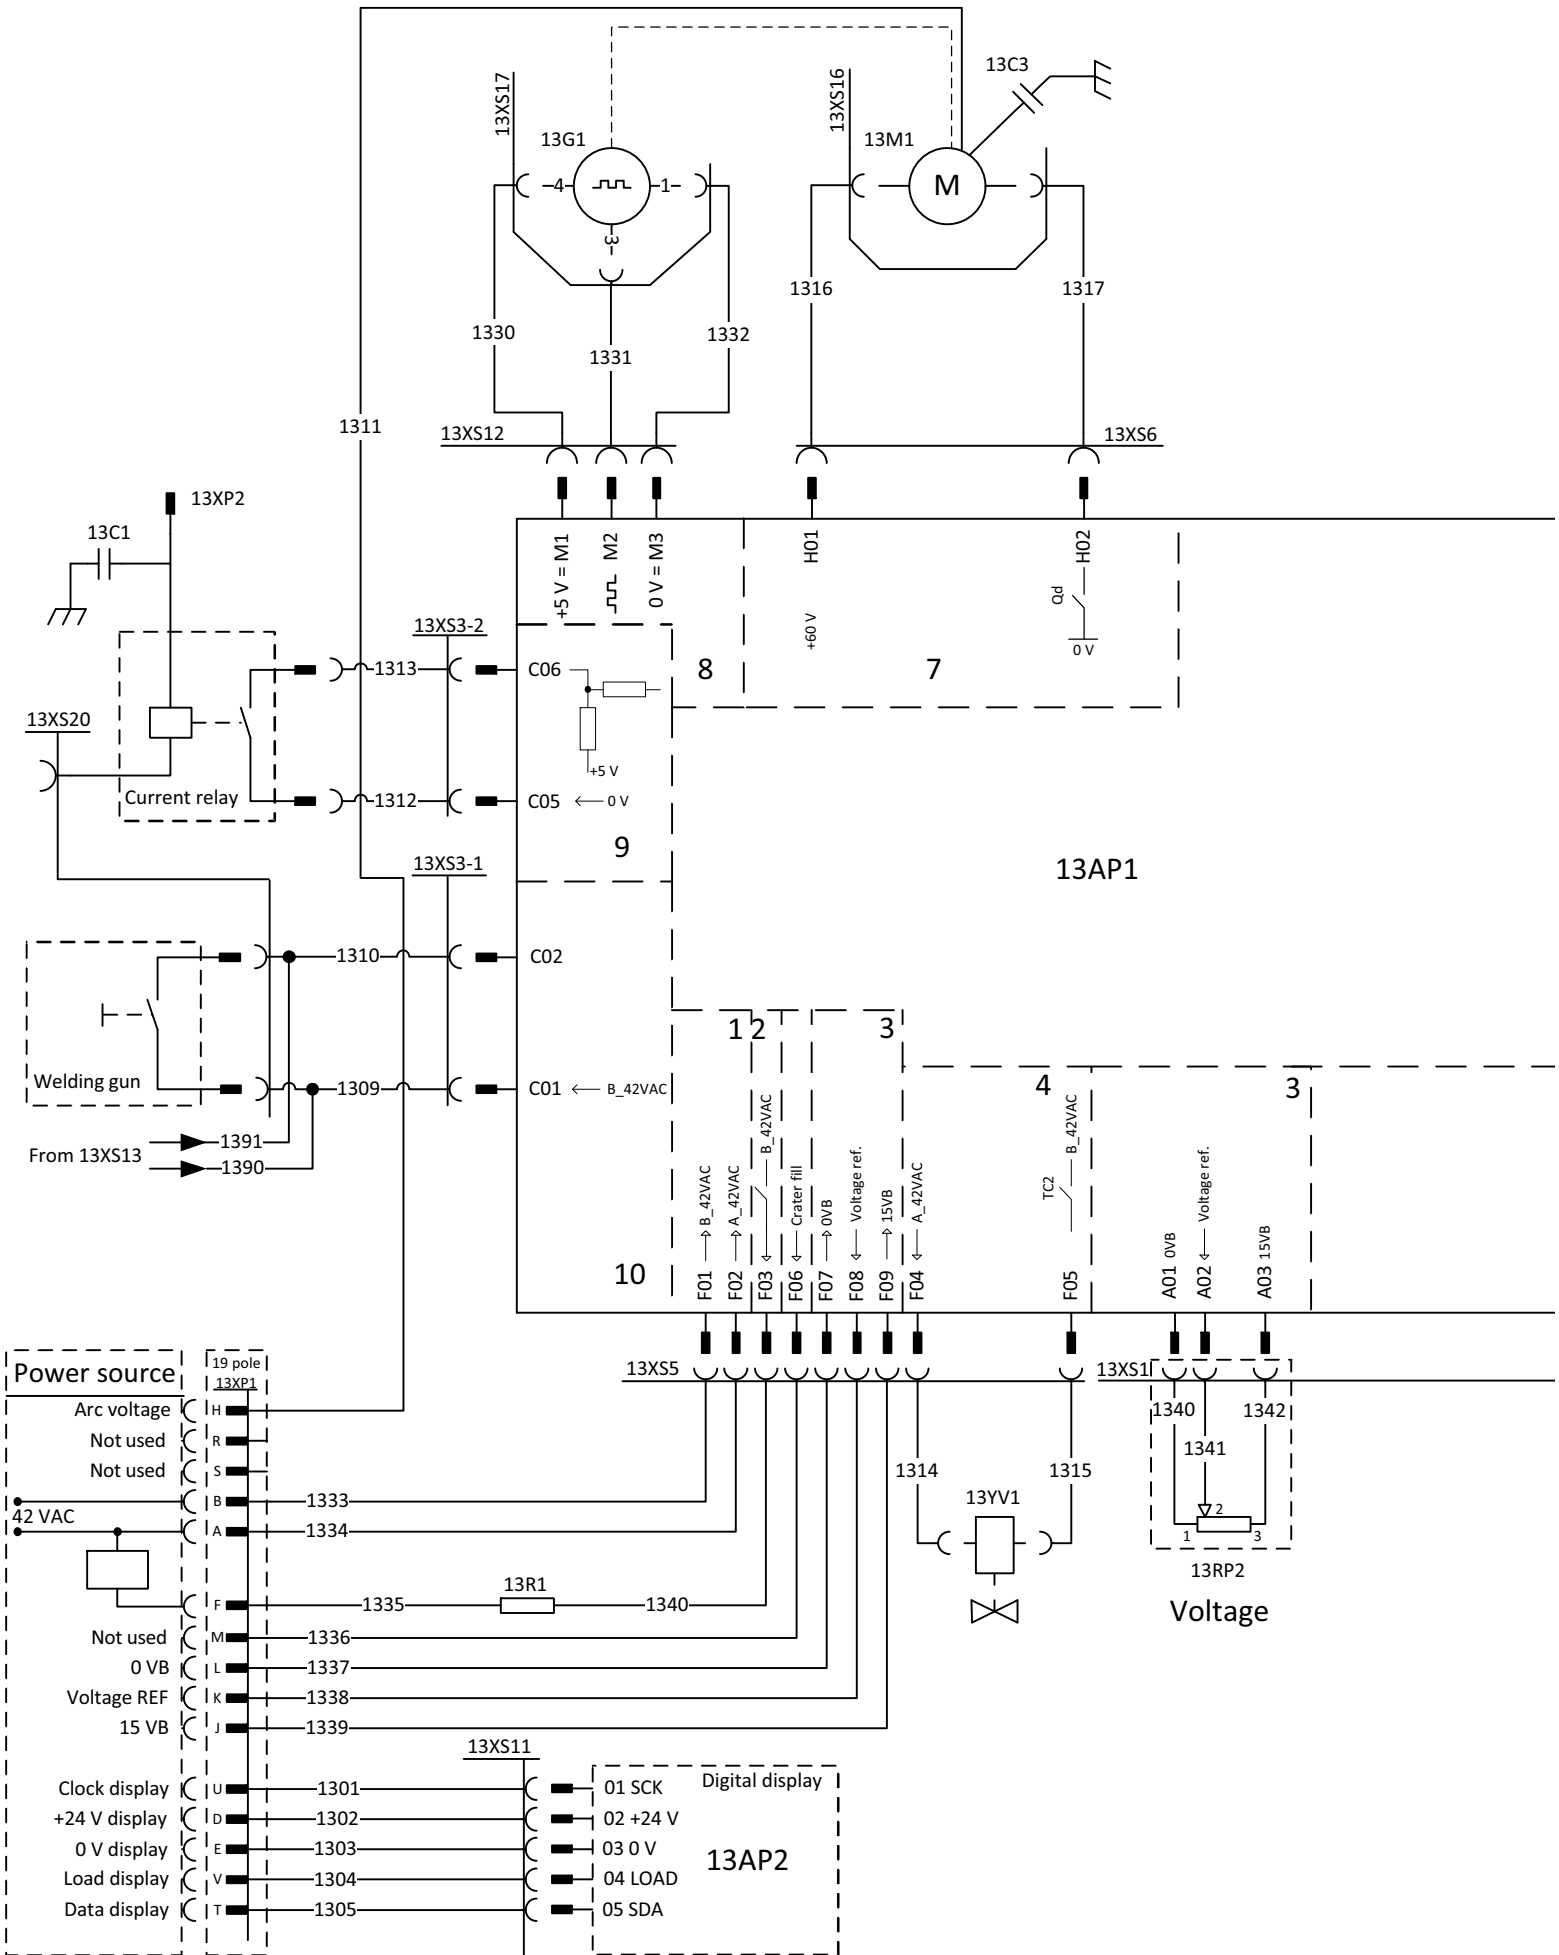 13C3
13XS17
13XS16
13G1
13M1
4
1
3
M
1316
1317
1330
1331
1332
1311
13XS12
13XS6
13XP2
13C1
+5 V = M1
M2
0 V = M3
H01
H02
+60 V
Qd
0 V
8
7
13XS3-2
1313
C06
+5 V
13XS20
Current relay
1312
C05
0 V
9
13XS3-1
13AP1
1310
C02
Welding gun
1309
C01
B_42VAC
1
2
3
4
3
From 13XS13
1391
1390
10
F01
B_42VAC
F02
A_42VAC
F03
B_42VAC
F06
Crater fill
F07
0VB
F08
Voltage ref.
F09
15VB
F04
A_42VAC
TC2
B_42VAC
F05
A01 0VB
A02
Voltage ref.
A03 15VB
13XS5
13XS1
Power source
19 pole
13XP1
Arc voltage
H
Not used
R
Not used
S
B
1333
42 VAC
A
1334
F
1335
13R1
1340
Not used
M
1336
0 VB
L
1337
Voltage REF
K
1338
15 VB
J
1339
1314
1315
13YV1
1340
1341
1342
1
2
3
13RP2
Voltage
13XS11
Clock display
U
1301
01 SCK
Digital display
+24 V display
D
1302
02 +24 V
0 V display
E
1303
03 0 V
13AP2
Load display
V
1304
04 LOAD
Data display
T
1305
05 SDA